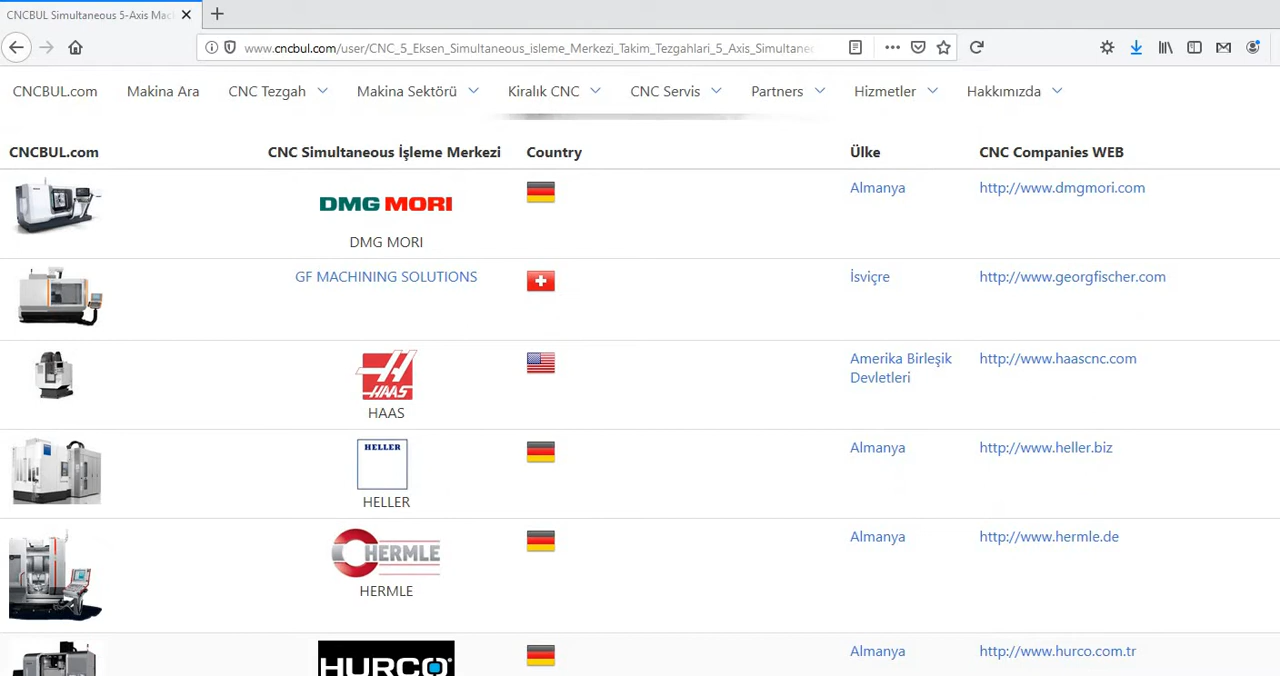 CNCBUL Simultaneous 5-Axis Mac
www.cncbul.com/user/CNC_5_Eksen_Simultaneous_isleme_Merkezi_Takim_Tezgahlari_5_Axis_Simultane
CNCBUL.com Makina Ara CNC Tezgah Makina Sektörü Kiralık CNC CNC Servis Partners Hizmetler Hakkımızda
CNCBUL.com CNC Simultaneous İşleme Merkezi Country Ülke CNC Companies WEB
DMG MORI
DMG MORI
Almanya http://www.dmgmori.com
GF MACHINING SOLUTIONS İsviçre http://www.georgfischer.com
HAAS
HAAS
Amerika Birleşik
Devletleri
http://www.haascnc.com
HELLER
HELLER
Almanya http://www.heller.biz
HERMLE
HERMLE
Almanya http://www.hermle.de
HURCO
Almanya http://www.hurco.com.tr